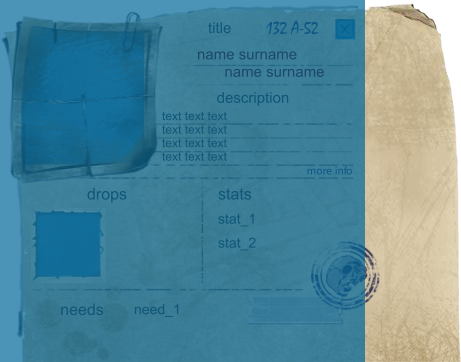 title 132 A-52
name surname
name surname
description
text text text
text text text
text text text
text text text
more info
drops stats
stat_1
stat_2
needs need_1